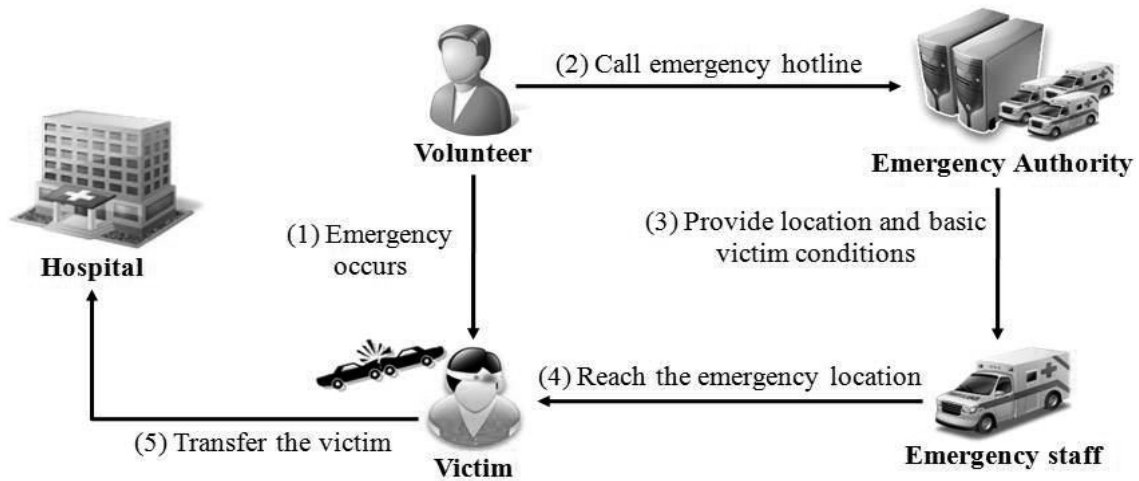 (2) Call emergency hotline
Volunteer
Emergency Authority
(1) Emergency
occurs
(3) Provide location and basic
victim conditions
Hospital
(4) Reach the emergency location
(5) Transfer the victim
Victim
Emergency staff